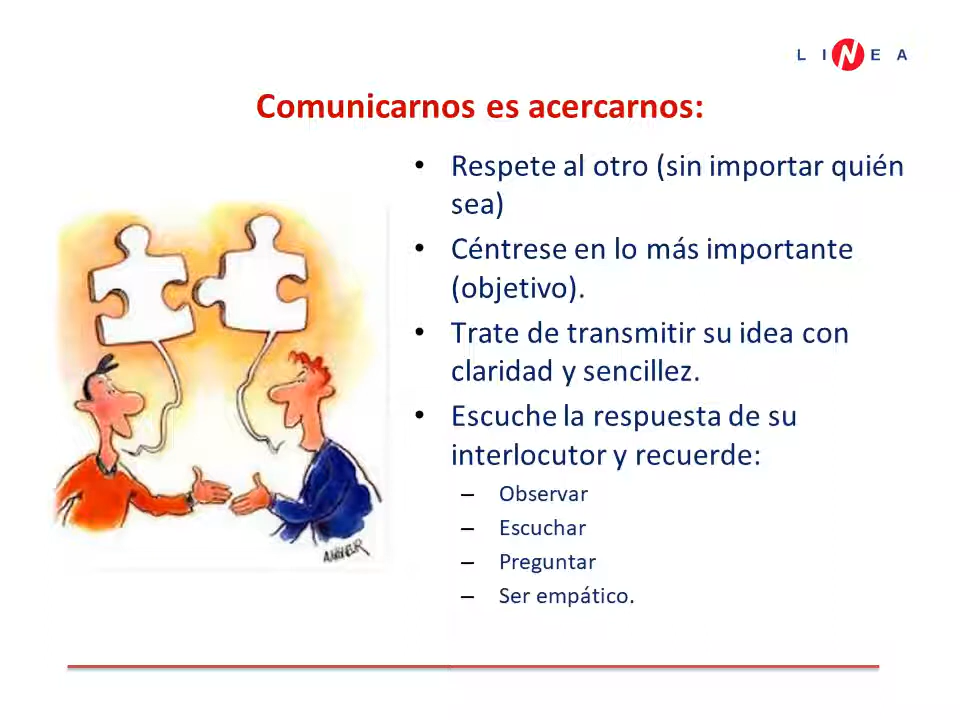 LINEA
Comunicarnos es acercarnos:
• Respete al otro (sin importar quién
sea)
• Céntrese en lo más importante
(objetivo).
• Trate de transmitir su idea con
claridad y sencillez.
• Escuche la respuesta de su
interlocutor y recuerde:
– Observar
– Escuchar
– Preguntar
– Ser empático.